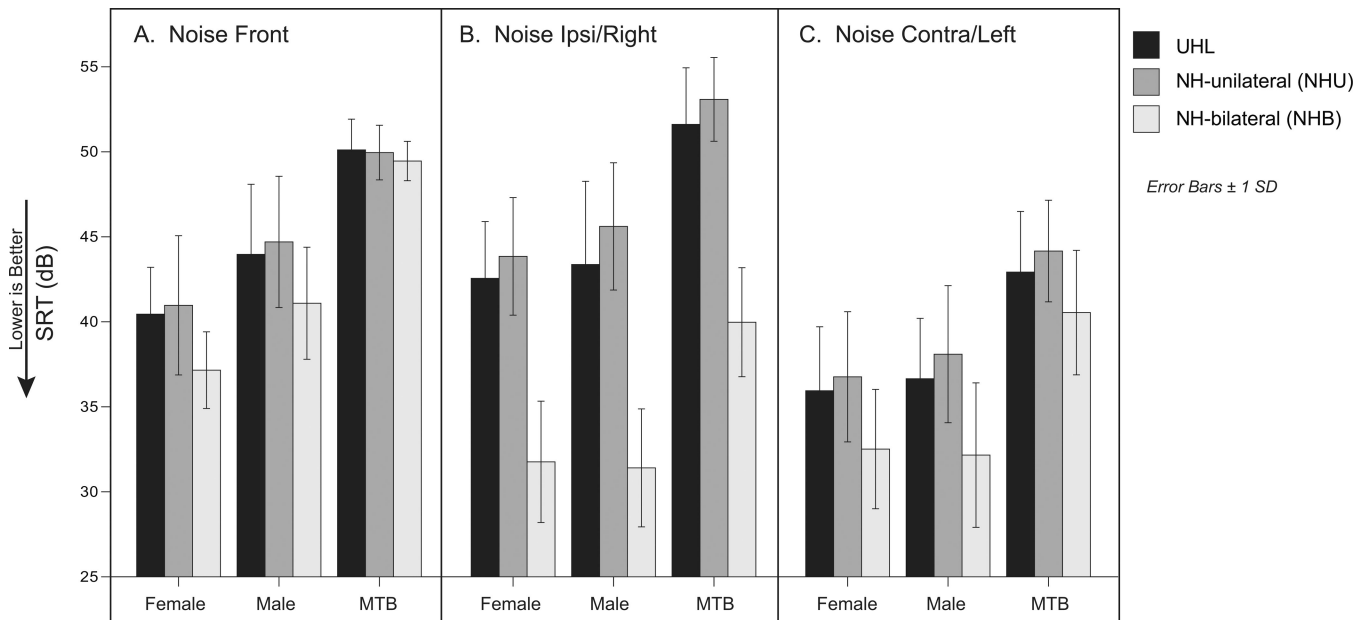 A. Noise Front
B. Noise Ipsi/Right
C. Noise Contra/Left
UHL
NH-unilateral (NHU)
NH-bilateral (NHB)
Error Bars ± 1 SD
Lower is Better
SRT (dB)
55
50
45
40
35
30
25
Female Male MTB
Female Male MTB
Female Male MTB